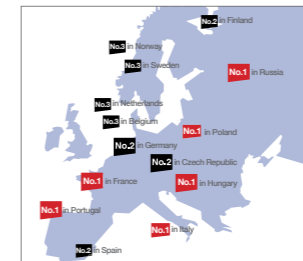 No.2 in Finland
No.3 in Norway
No.3 in Sweden
No.1 in Russia
No.3 in Netherlands
No.3 in Belgium
No.1 in Poland
No.2 in Germany
No.2 in Czech Republic
No.1 in France
No.1 in Hungary
No.1 in Portugal
No.1 in Italy
No.2 in Spain